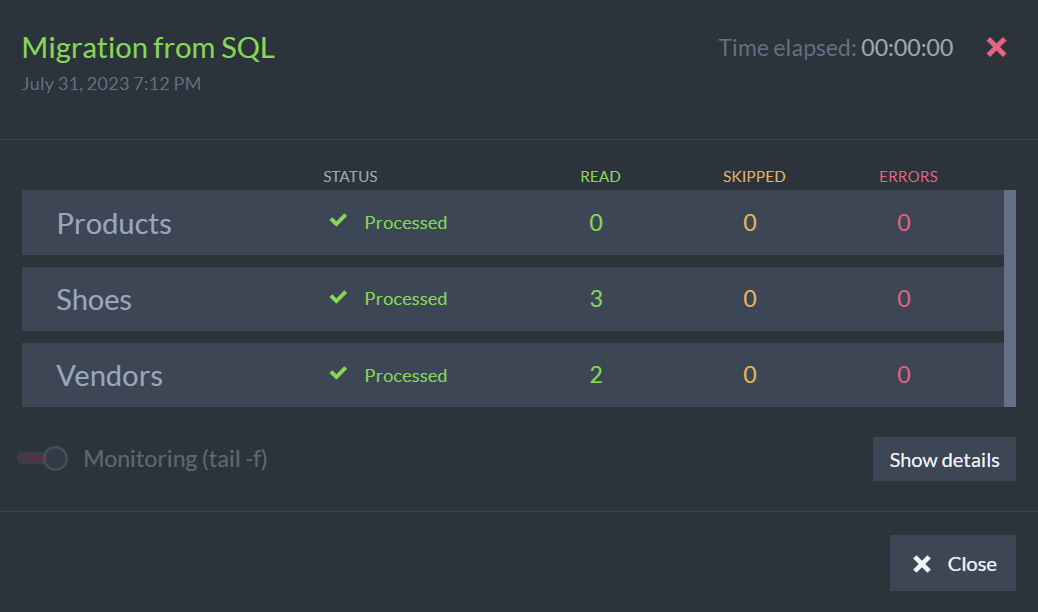 Migration from SQL
Time elapsed: 00:00:00
July 31, 2023 7:12 PM
STATUS READ SKIPPED ERRORS
Products Processed 0 0 0
Shoes Processed 3 0 0
Vendors Processed 2 0 0
Monitoring (tail -f)
Show details
Close